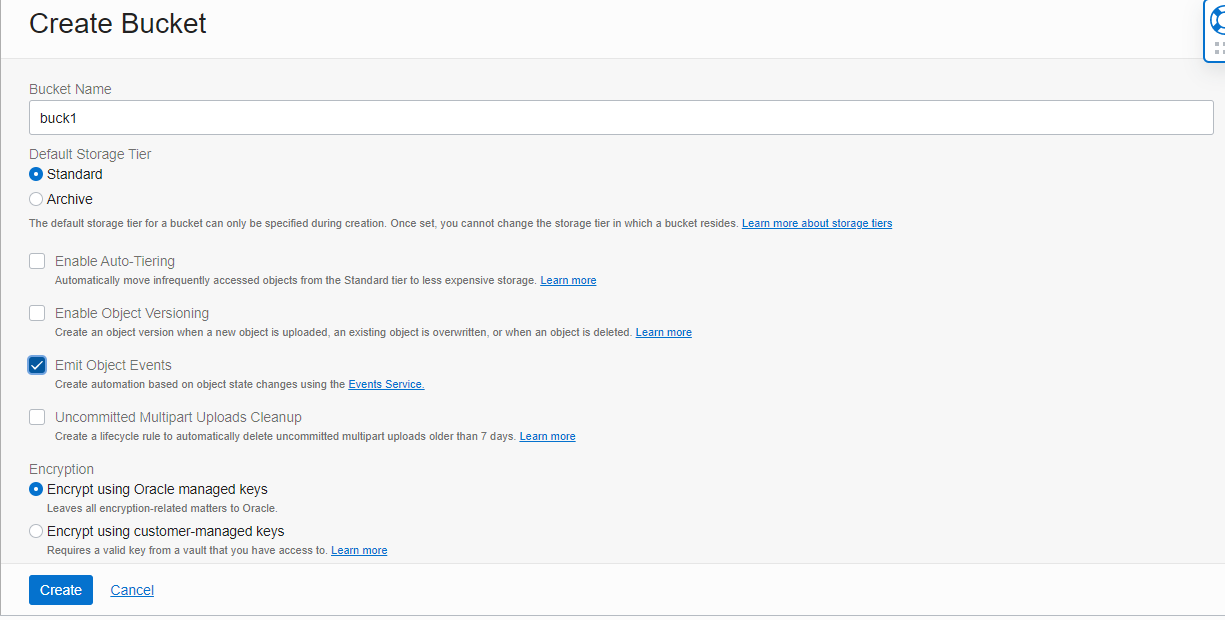 Create Bucket
Bucket Name
buck1
Default Storage Tier
Standard
Archive
The default storage tier for a bucket can only be specified during creation. Once set, you cannot change the storage tier in which a bucket resides. Learn more about storage tiers
Enable Auto-Tiering
Automatically move infrequently accessed objects from the Standard tier to less expensive storage. Learn more
Enable Object Versioning
Create an object version when a new object is uploaded, an existing object is overwritten, or when an object is deleted. Learn more
Emit Object Events
Create automation based on object state changes using the Events Service.
Uncommitted Multipart Uploads Cleanup
Create a lifecycle rule to automatically delete uncommitted multipart uploads older than 7 days. Learn more
Encryption
Encrypt using Oracle managed keys
Leaves all encryption-related matters to Oracle.
Encrypt using customer-managed keys
Requires a valid key from a vault that you have access to. Learn more
Create Cancel